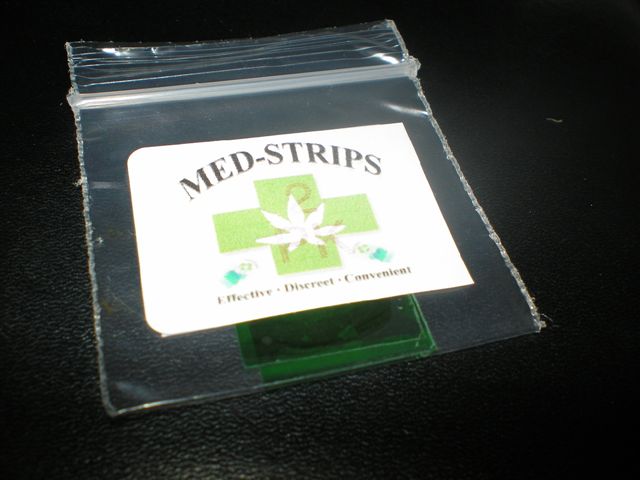 MED-STRIPS
Effective · Discreet · Convenient